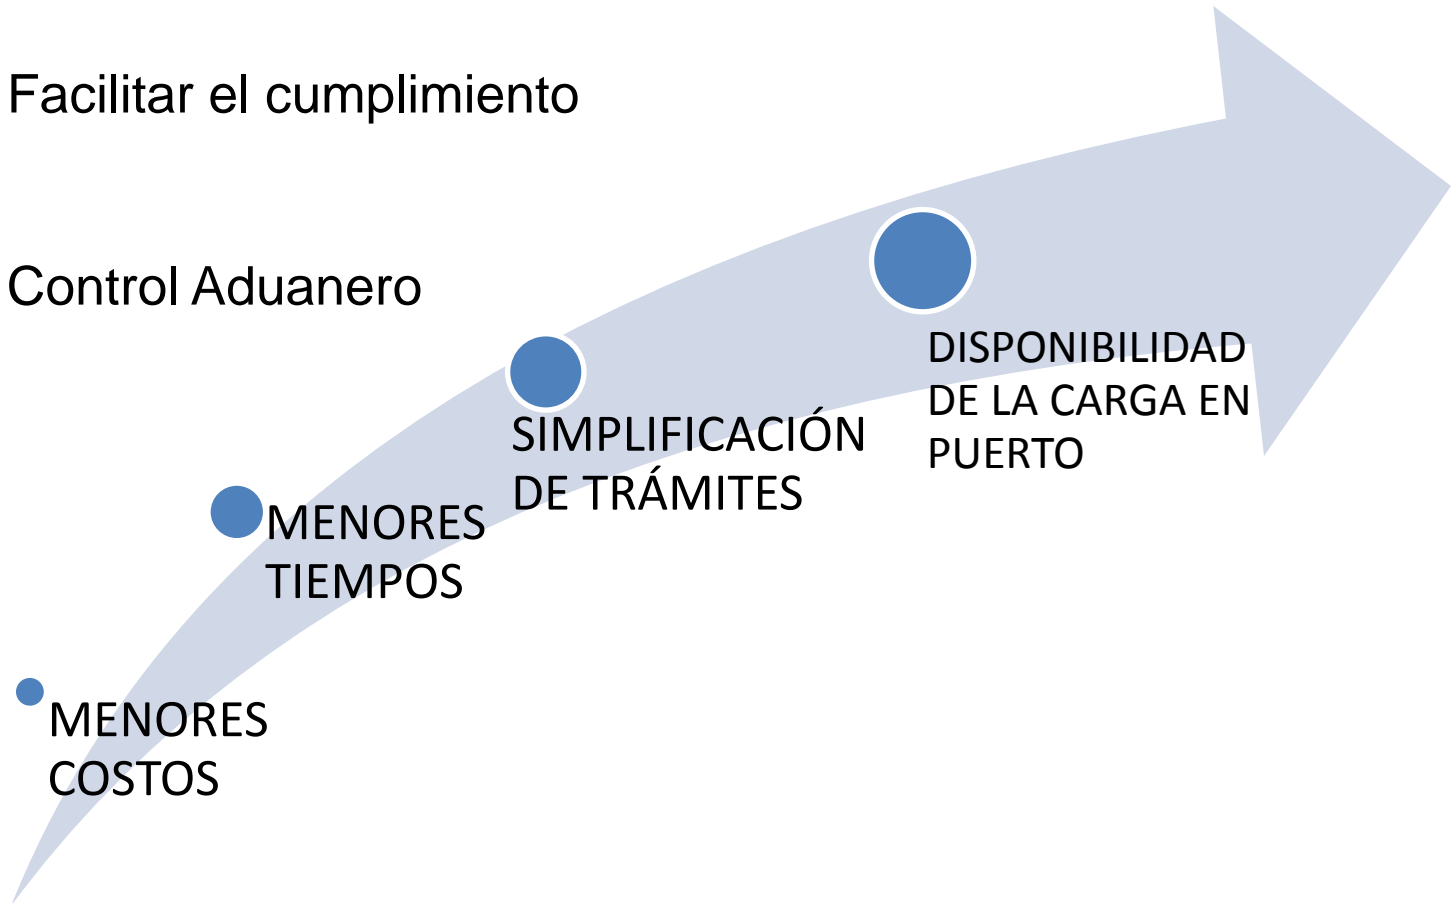 Facilitar el cumplimiento
Control Aduanero
DISPONIBILIDAD
DE LA CARGA EN
PUERTO
SIMPLIFICACIÓN
DE TRÁMITES
MENORES
TIEMPOS
MENORES
COSTOS